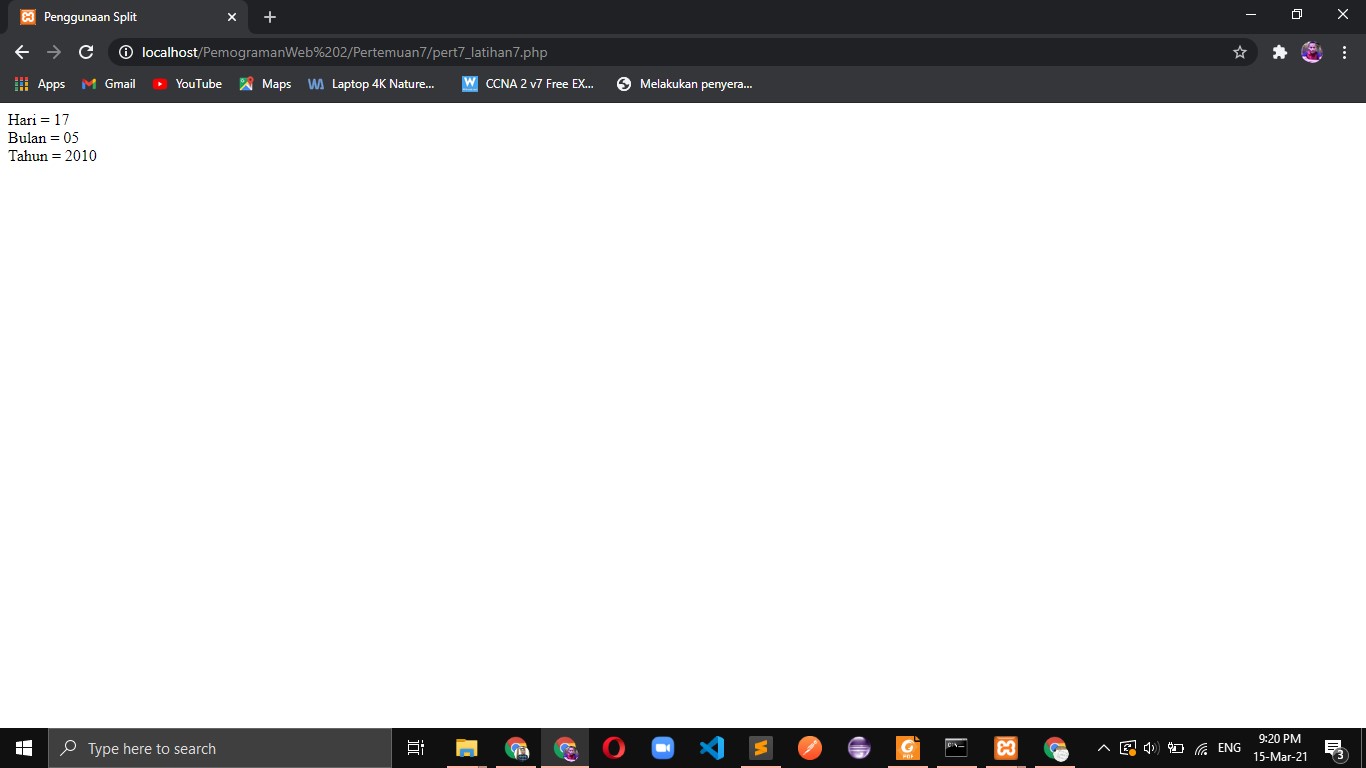 Penggunaan Split
localhost/PemogramanWeb%202/Pertemuan7/pert7_latihan7.php
Apps Gmail YouTube Maps Laptop 4K Nature... CCNA 2 v7 Free EX... Melakukan penyera...
Hari = 17
Bulan = 05
Tahun = 2010
Type here to search
ENG
9:20 PM
15-Mar-21
3